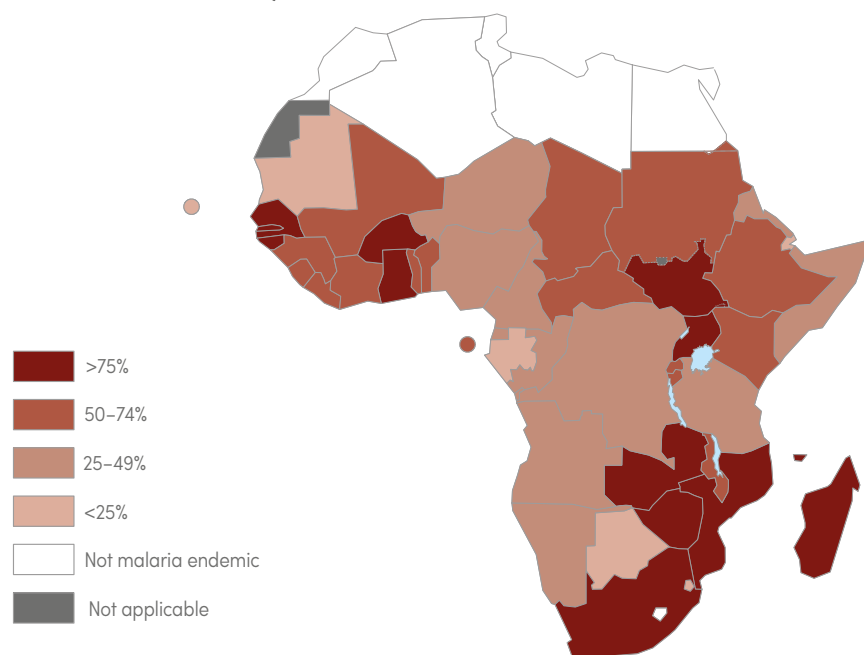 >75%
50–74%
25–49%
<25%
Not malaria endemic
Not applicable